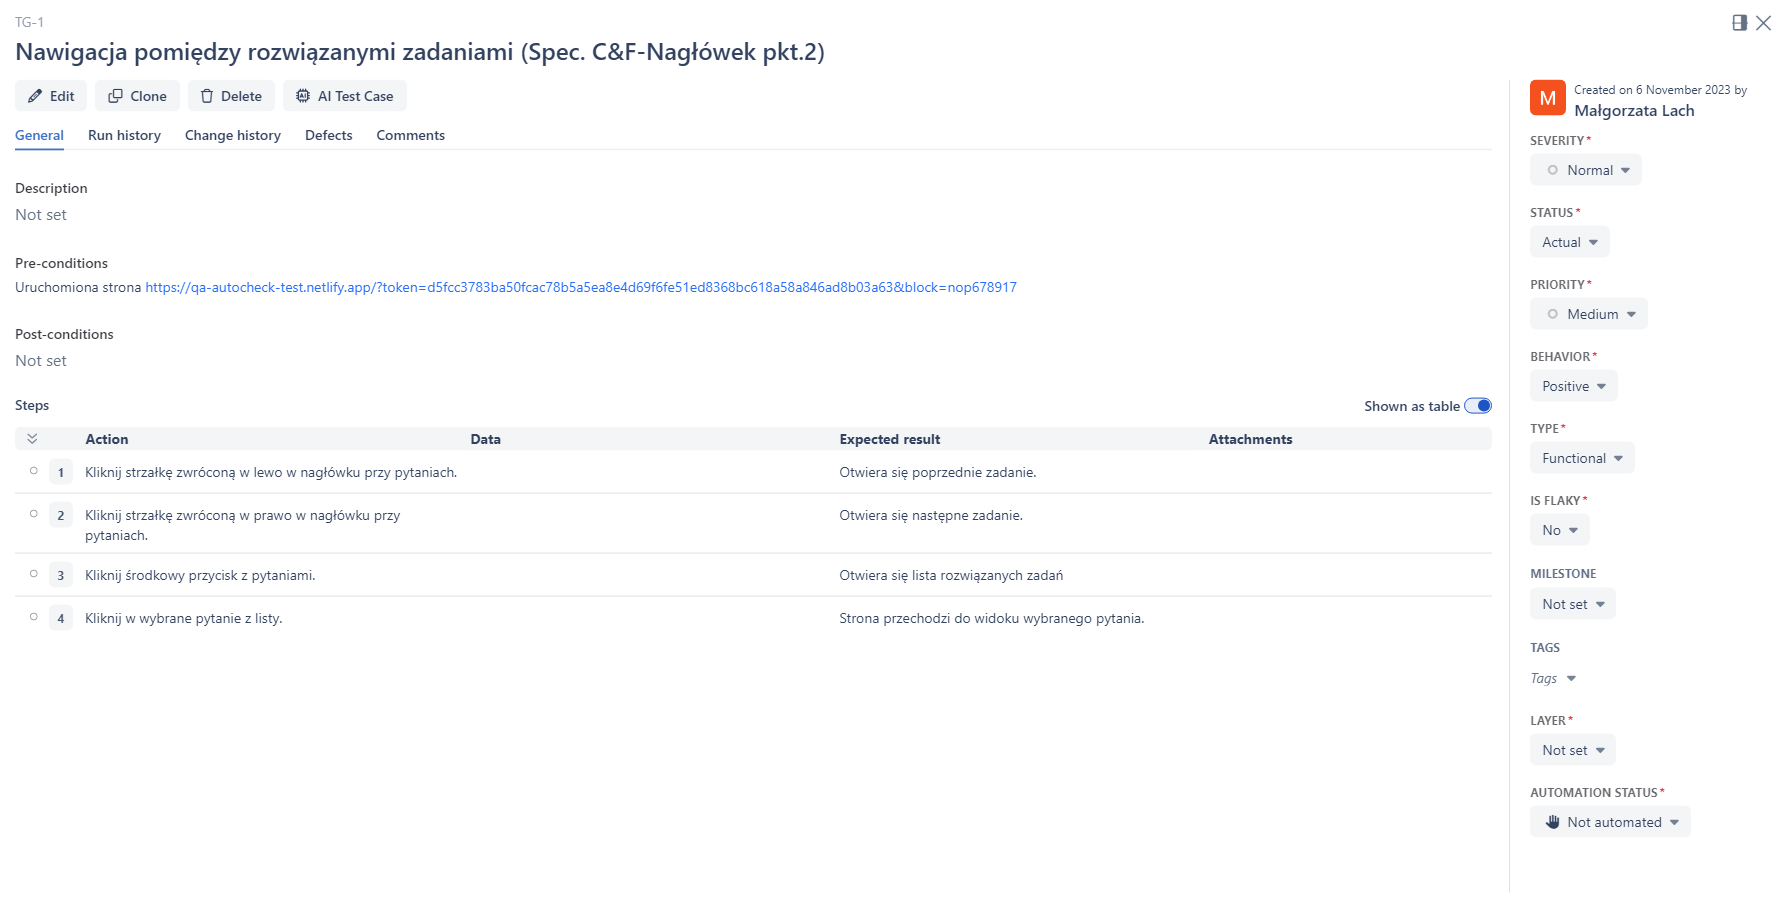 TG-1
Nawigacja pomiędzy rozwiązanymi zadaniami (Spec. C&F-Nagłówek pkt.2)
Edit
Clone
Delete
AI Test Case
General
Run history
Change history
Defects
Comments
Description
Not set
Pre-conditions
Uruchomiona strona https://qa-autocheck-test.netlify.app/?token=d5fcc3783ba50fcac78b5a5ea8e4d69f6fe51ed8368bc618a58a846ad8b03a63&block=nop678917
Post-conditions
Not set
Steps
Shown as table
Action
Data
Expected result
Attachments
1
Kliknij strzałkę zwróconą w lewo w nagłówku przy pytaniach.
Otwiera się poprzednie zadanie.
2
Kliknij strzałkę zwróconą w prawo w nagłówku przy
pytaniach.
Otwiera się następne zadanie.
3
Kliknij środkowy przycisk z pytaniami.
Otwiera się lista rozwiązanych zadań
4
Kliknij w wybrane pytanie z listy.
Strona przechodzi do widoku wybranego pytania.
M
Created on 6 November 2023 by
Małgorzata Lach
SEVERITY*
Normal
STATUS*
Actual
PRIORITY*
Medium
BEHAVIOR*
Positive
TYPE*
Functional
IS FLAKY*
No
MILESTONE
Not set
TAGS
Tags
LAYER*
Not set
AUTOMATION STATUS*
Not automated